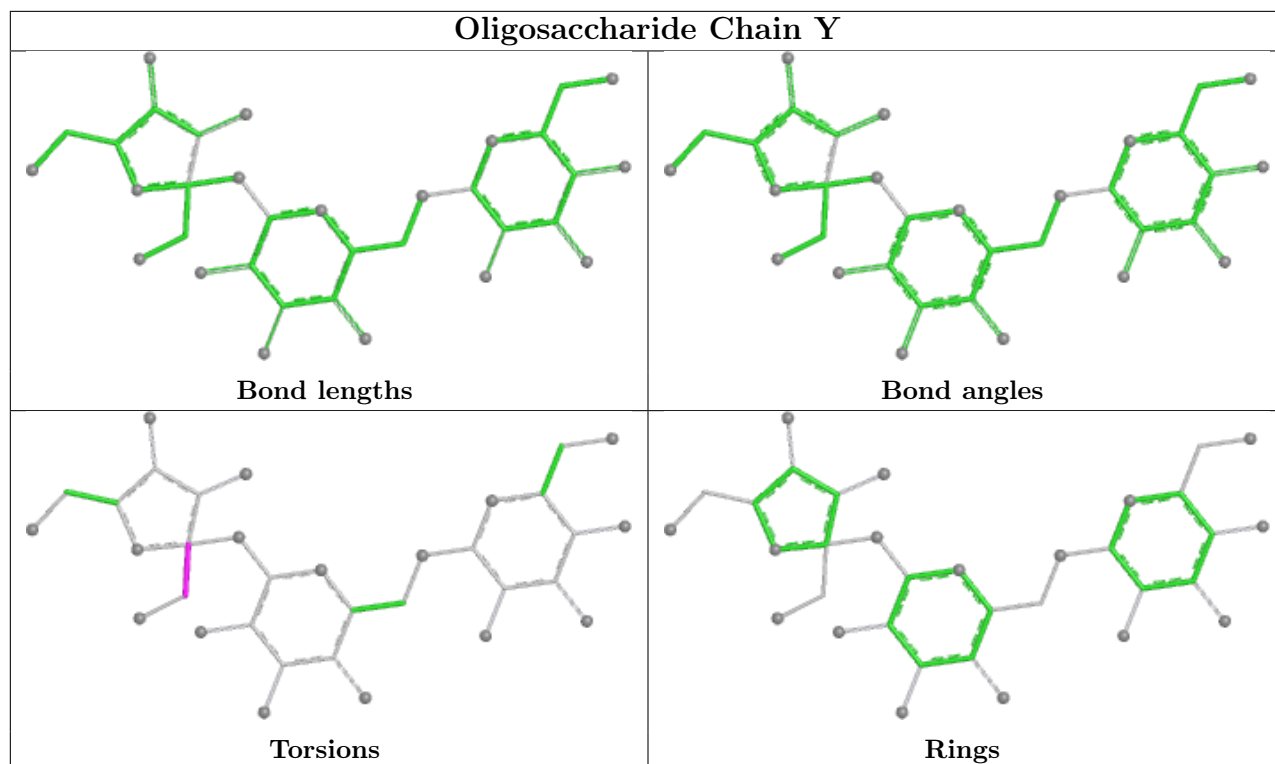 Oligosaccharide Chain Y
Bond lengths
Bond angles
Torsions
Rings